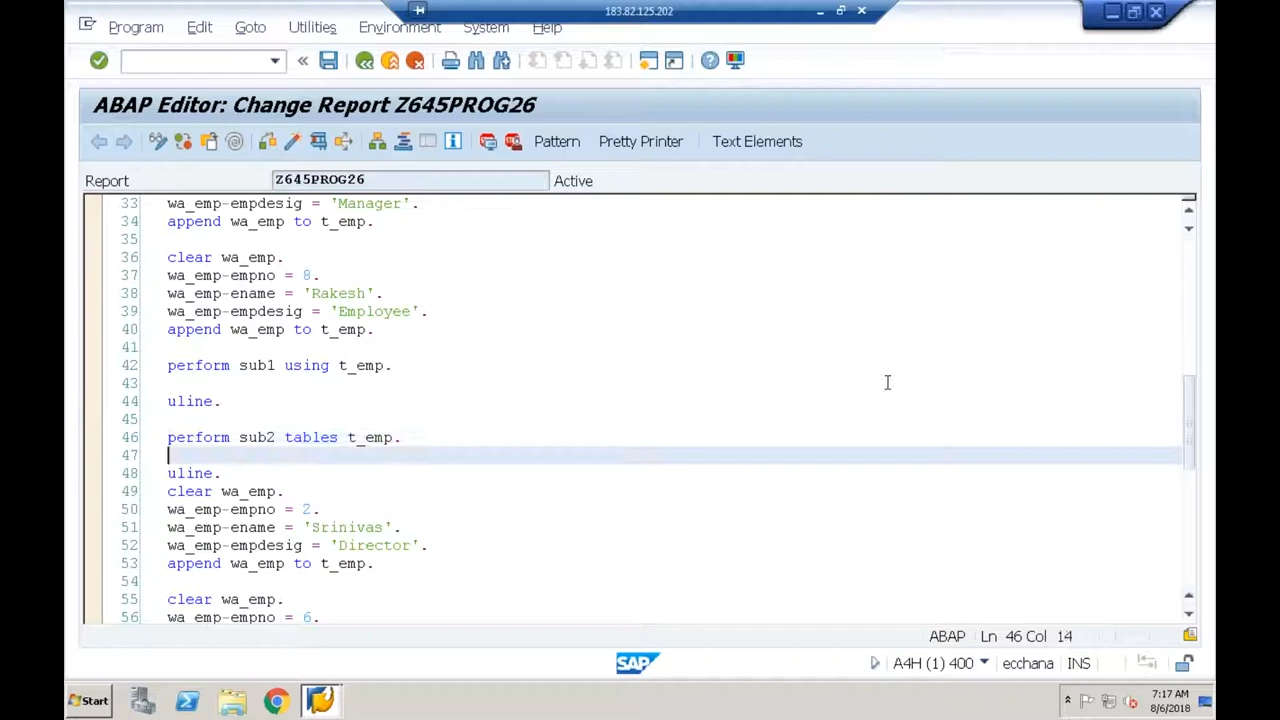 183.82.125.202
Program Edit Goto Utilities Environment System Help
ABAP Editor: Change Report Z645PROG26
Pattern Pretty Printer Text Elements
Report Z645PROG26 Active
33 wa_emp-empdesig = 'Manager'.
34 append wa_emp to t_emp.
35
36 clear wa_emp.
37 wa_emp-empno = 8.
38 wa_emp-ename = 'Rakesh'.
39 wa_emp-empdesig = 'Employee'.
40 append wa_emp to t_emp.
41
42 perform sub1 using t_emp.
43
44 uline.
45
46 perform sub2 tables t_emp.
47
48 uline.
49 clear wa_emp.
50 wa_emp-empno = 2.
51 wa_emp-ename = 'Srinivas'.
52 wa_emp-empdesig = 'Director'.
53 append wa_emp to t_emp.
54
55 clear wa_emp.
56 wa_emp-empno = 6.
ABAP Ln 46 Col 14
SAP A4H (1) 400 ecchana INS
Start 7:17 AM
8/6/2018